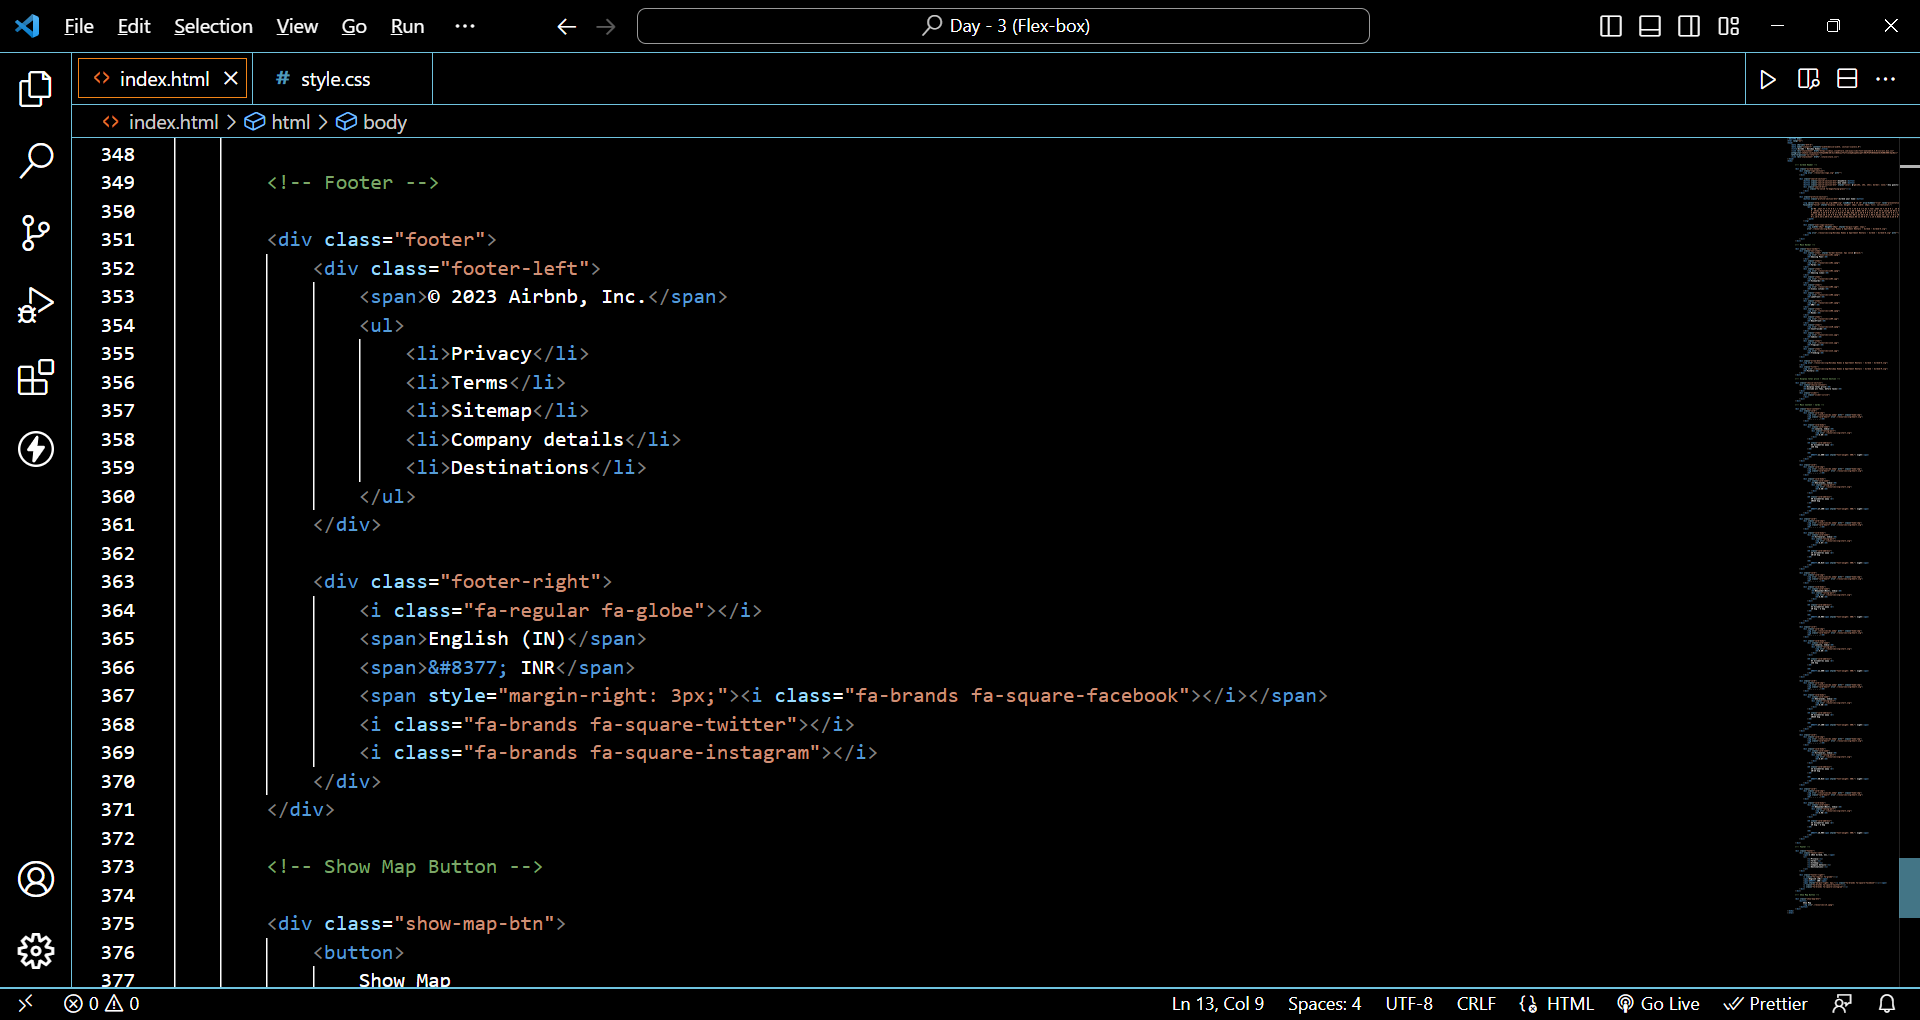 File Edit Selection View Go Run ···
Day - 3 (Flex-box)
index.html
# style.css
index.html > html > body
348
349 <!-- Footer -->
350
351 <div class="footer">
352 <div class="footer-left">
353 <span>© 2023 Airbnb, Inc.</span>
354 <ul>
355 <li>Privacy</li>
356 <li>Terms</li>
357 <li>Sitemap</li>
358 <li>Company details</li>
359 <li>Destinations</li>
360 </ul>
361 </div>
362
363 <div class="footer-right">
364 <i class="fa-regular fa-globe"></i>
365 <span>English (IN)</span>
366 <span>&#8377; INR</span>
367 <span style="margin-right: 3px;"><i class="fa-brands fa-square-facebook"></i></span>
368 <i class="fa-brands fa-square-twitter"></i>
369 <i class="fa-brands fa-square-instagram"></i>
370 </div>
371 </div>
372
373 <!-- Show Map Button -->
374
375 <div class="show-map-btn">
376 <button>
377 Show Map
0 0
Ln 13, Col 9 Spaces: 4 UTF-8 CRLF HTML Go Live Prettier